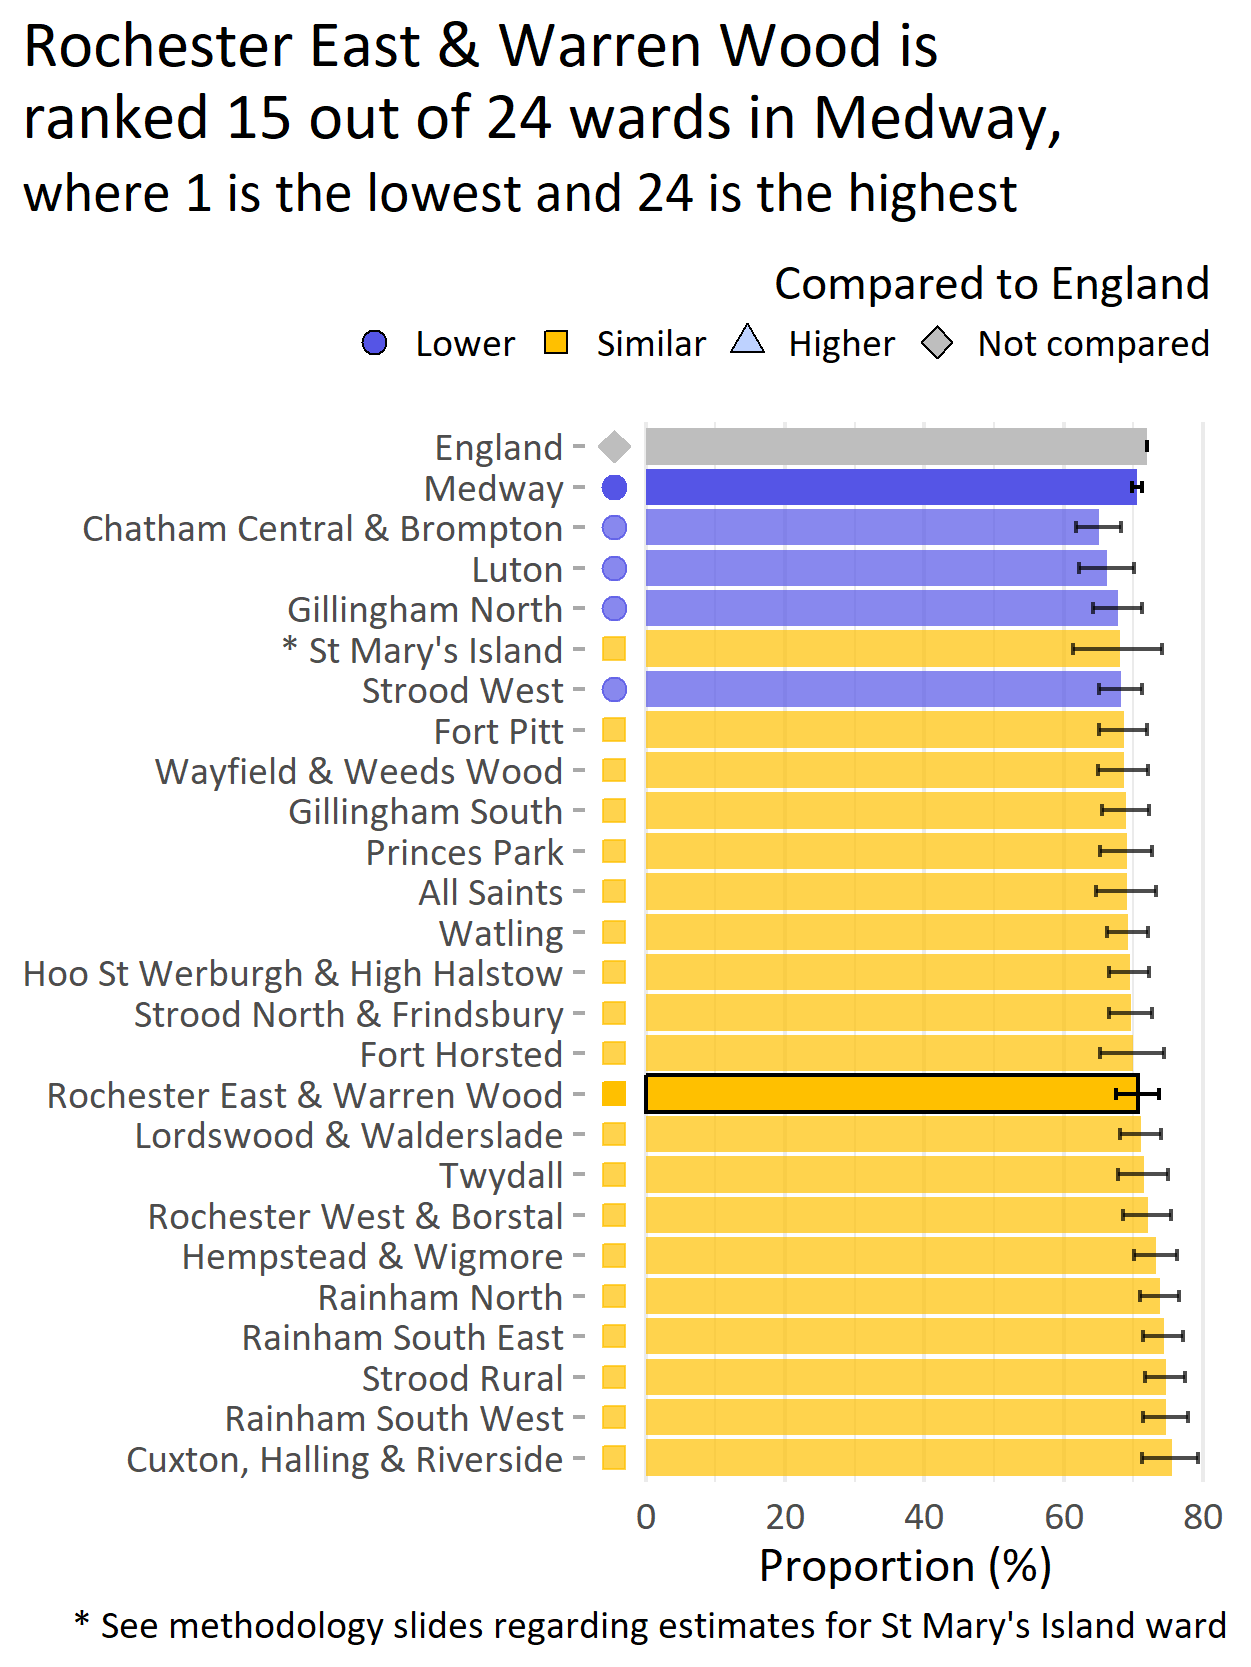 Rochester East & Warren Wood is
ranked 15 out of 24 wards in Medway,
where 1 is the lowest and 24 is the highest
Compared to England
Lower Similar Higher Not compared
England
Medway
Chatham Central & Brompton
Luton
Gillingham North
* St Mary's Island
Strood West
Fort Pitt
Wayfield & Weeds Wood
Gillingham South
Princes Park
All Saints
Watling
Hoo St Werburgh & High Halstow
Strood North & Frindsbury
Fort Horsted
Rochester East & Warren Wood
Lordswood & Walderslade
Twydall
Rochester West & Borstal
Hempstead & Wigmore
Rainham North
Rainham South East
Strood Rural
Rainham South West
Cuxton, Halling & Riverside
0 20 40 60 80
Proportion (%)
* See methodology slides regarding estimates for St Mary's Island ward